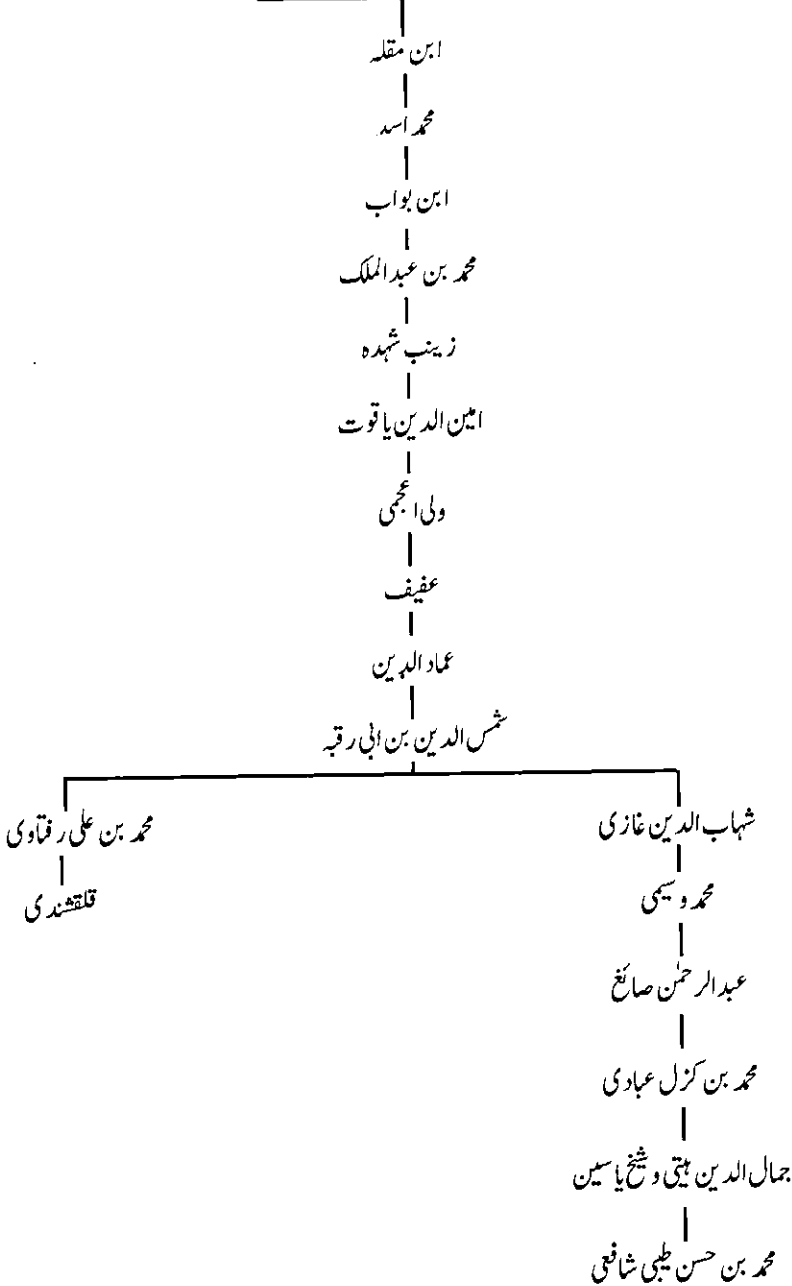 ابن مقلہ
محمد اسد
ابن بواب
محمد بن عبدالملک
زینب شہدہ
امین الدین یاقوت
ولی اعجمی
عفیف
عماد الدین
شمس الدین بن ابی رقبہ
شہاب الدین غازی
محمد بن علی رفتاوی
محمد وسیمی
قلقشندی
عبدالرحمٰن صائغ
محمد بن کزل عبادی
جمال الدین ہیتی و شیخ یاسین
محمد بن حسن طیبی شافعی